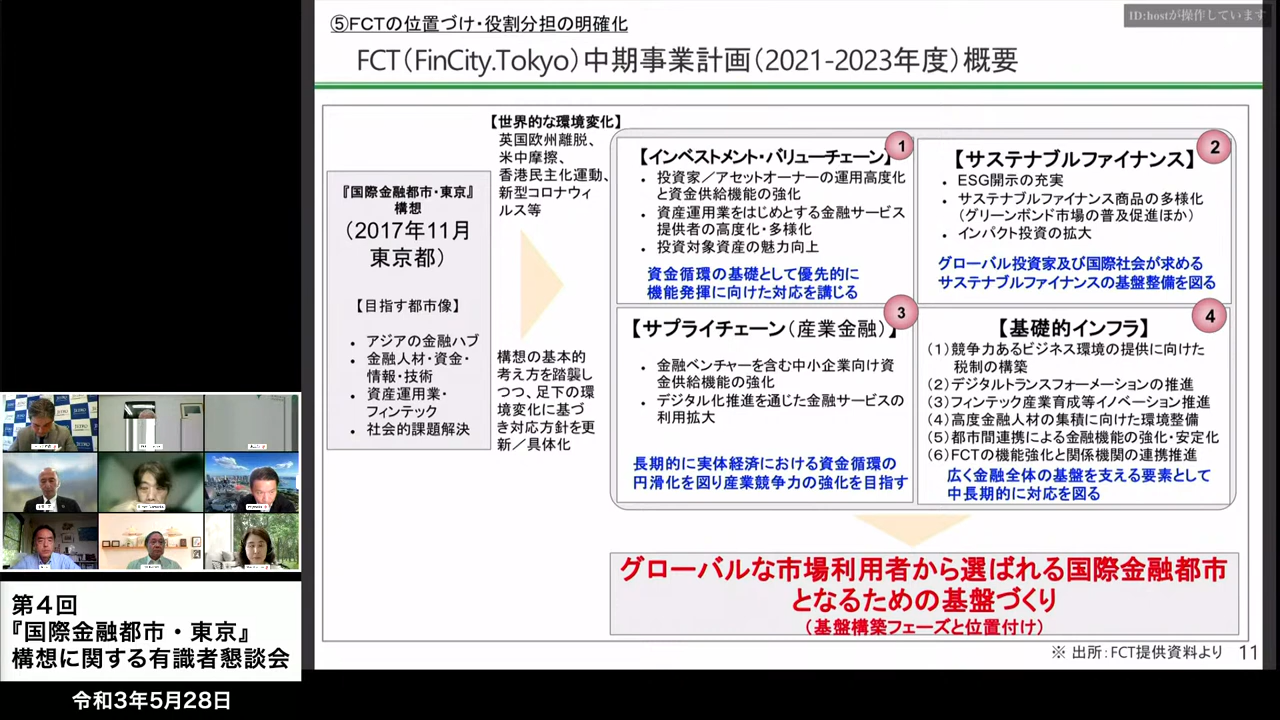 ID:hostが操作しています
⑤FCTの位置づけ・役割分担の明確化
FCT(FinCity.Tokyo)中期事業計画(2021-2023年度)概要
『国際金融都市・東京』
構想
(2017年11月
東京都)
【目指す都市像】
・ アジアの金融ハブ
・ 金融人材・資金・
情報・技術
・ 資産運用業・
フィンテック
・ 社会的課題解決
【世界的な環境変化】
英国欧州離脱、
米中摩擦、
香港民主化運動、
新型コロナウィ
ルス等
構想の基本的
考え方を踏襲し
つつ、足下の環
境変化に基づ
き対応方針を更
新／具体化
1
【インベストメント・バリューチェーン】
・ 投資家／アセットオーナーの運用高度化
と資金供給機能の強化
・ 資産運用業をはじめとする金融サービス
提供者の高度化・多様化
・ 投資対象資産の魅力向上
資金循環の基礎として優先的に
機能発揮に向けた対応を講じる
2
【サステナブルファイナンス】
・ ESG開示の充実
・ サステナブルファイナンス商品の多様化
(グリーンボンド市場の普及促進ほか)
・ インパクト投資の拡大
グローバル投資家及び国際社会が求める
サステナブルファイナンスの基盤整備を図る
3
【サプライチェーン(産業金融)】
・ 金融ベンチャーを含む中小企業向け資
金供給機能の強化
・ デジタル化推進を通じた金融サービスの
利用拡大
長期的に実体経済における資金循環の
円滑化を図り産業競争力の強化を目指す
4
【基礎的インフラ】
(1)競争力あるビジネス環境の提供に向けた
税制の構築
(2)デジタルトランスフォーメーションの推進
(3)フィンテック産業育成等イノベーション推進
(4)高度金融人材の集積に向けた環境整備
(5)都市間連携による金融機能の強化・安定化
(6)FCTの機能強化と関係機関の連携推進
広く金融全体の基盤を支える要素として
中長期的に対応を図る
グローバルな市場利用者から選ばれる国際金融都市
となるための基盤づくり
(基盤構築フェーズと位置付け)
※ 出所:FCT提供資料より
11
第4回
『国際金融都市・東京』
構想に関する有識者懇談会
令和3年5月28日